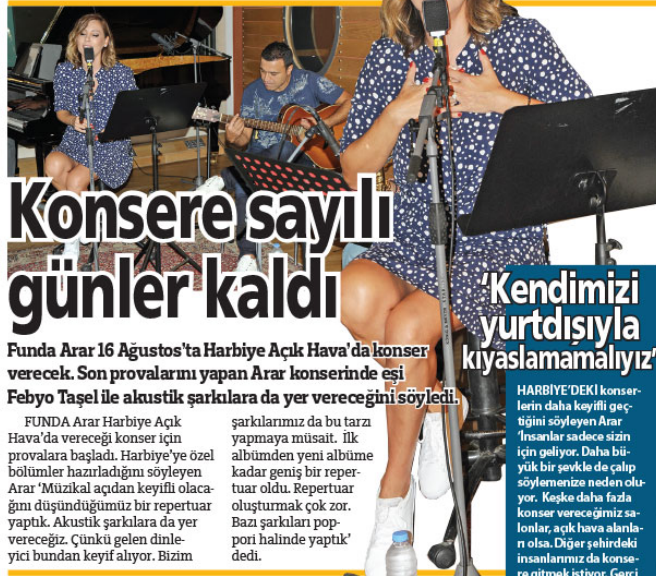 Konsere sayılı
günler kaldı
Funda Arar 16 Ağustos'ta Harbiye Açık Hava'da konser
verecek. Son provalarını yapan Arar konserinde eşi
Febyo Taşel ile akustik şarkılara da yer vereceğini söyledi.
FUNDA Arar Harbiye Açık
Hava'da vereceği konser için
provalara başladı. Harbiye'ye özel
bölümler hazırladığını söyleyen
Arar 'Müzikal açıdan keyifli olaca-
ğını düşündüğümüz bir repertuar
yaptık. Akustik şarkılara da yer
vereceğiz. Çünkü gelen dinle-
yici bundan keyif alıyor. Bizim
şarkılarımız da bu tarzı
yapmaya müsait. İlk
albümden yeni albüme
kadar geniş bir reper-
tuar oldu. Repertuar
oluşturmak çok zor.
Bazı şarkıları pop-
pori halinde yaptık'
dedi.
'Kendimizi
yurtdışıyla
kıyaslamamalıyız'
HARBİYE'DEKİ konser-
lerin daha keyifli geç-
tiğini söyleyen Arar
'İnsanlar sadece sizin
için geliyor. Daha bü-
yük bir şevkle de çalıp
söylemenize neden olu-
yor. Keşke daha fazla
konser vereceğimiz sa-
lonlar, açık hava alanla-
rı olsa. Diğer şehirdeki
insanlarımız da konse-
re gitmek istiyor. Gerçi